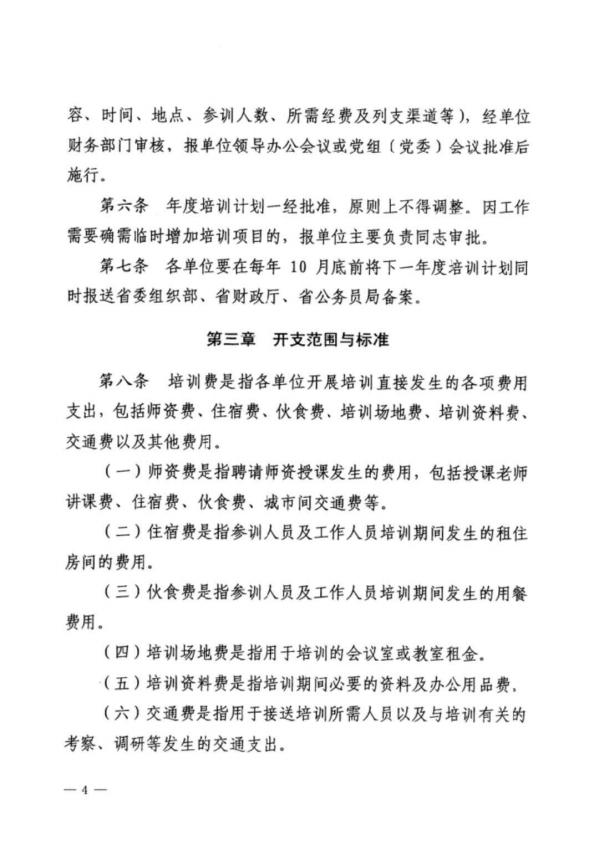 容、时间、地点、参训人数、所需经费及列支渠道等），经单位
财务部门审核，报单位领导办公会议或党组（党委）会议批准后
施行。
第六条 年度培训计划一经批准，原则上不得调整。因工作
需要确需临时增加培训项目的，报单位主要负责同志审批。
第七条 各单位要在每年 10 月底前将下一年度培训计划同
时报送省委组织部、省财政厅、省公务员局备案。
第三章 开支范围与标准
第八条 培训费是指各单位开展培训直接发生的各项费用
支出，包括师资费、住宿费、伙食费、培训场地费、培训资料费、
交通费以及其他费用。
（一）师资费是指聘请师资授课发生的费用，包括授课老师
讲课费、住宿费、伙食费、城市间交通费等。
（二）住宿费是指参训人员及工作人员培训期间发生的租住
房间的费用。
（三）伙食费是指参训人员及工作人员培训期间发生的用餐
费用。
（四）培训场地费是指用于培训的会议室或教室租金。
（五）培训资料费是指培训期间必要的资料及办公用品费。
（六）交通费是指用于接送培训所需人员以及与培训有关的
考察、调研等发生的交通支出。
— 4 —